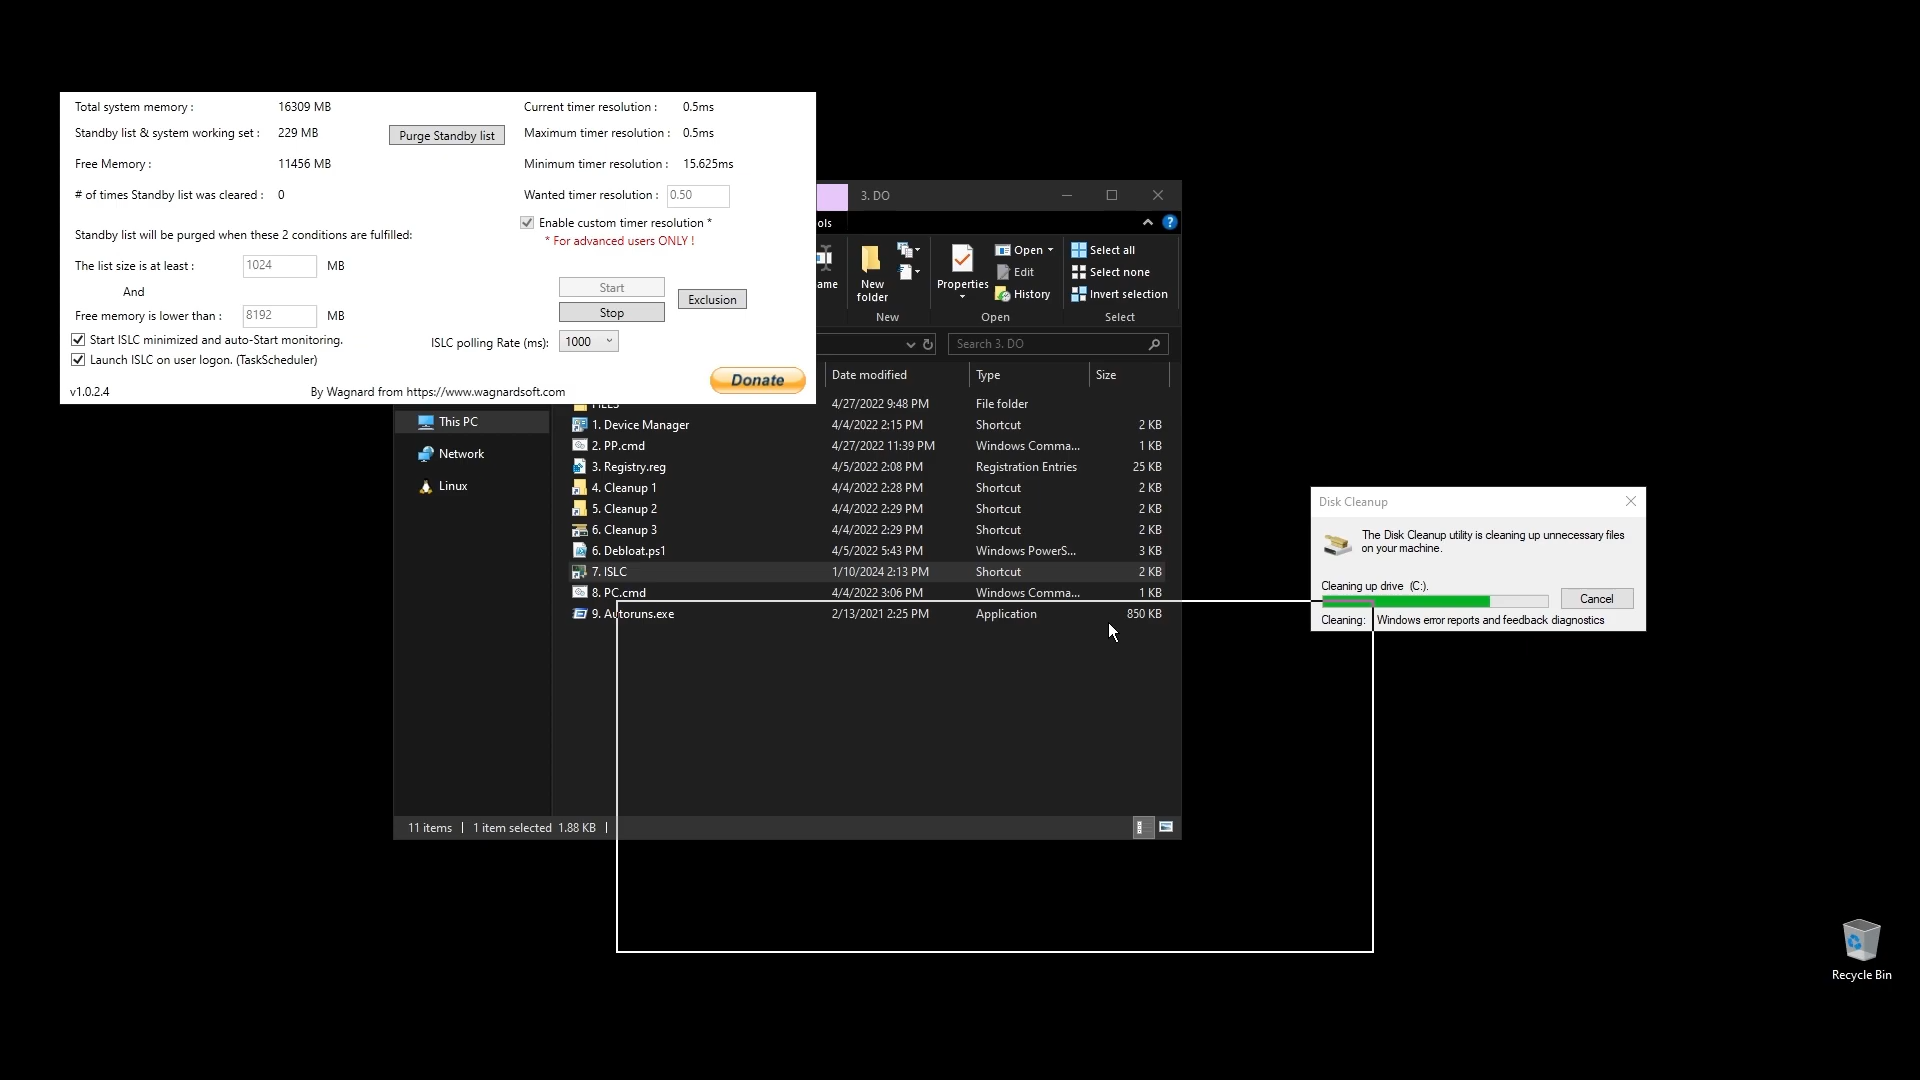 Total system memory : 16309 MB
Standby list & system working set : 229 MB
Purge Standby list
Free Memory : 11456 MB
# of times Standby list was cleared : 0
Standby list will be purged when these 2 conditions are fulfilled:
The list size is at least : 1024 MB
And
Free memory is lower than : 8192 MB
Start ISLC minimized and auto-Start monitoring.
Launch ISLC on user logon. (TaskScheduler)
v1.0.2.4
By Wagnard from https://www.wagnardsoft.com
Current timer resolution : 0.5ms
Maximum timer resolution : 0.5ms
Minimum timer resolution : 15.625ms
Wanted timer resolution : 0.50
Enable custom timer resolution *
* For advanced users ONLY !
Start
Stop
Exclusion
ISLC polling Rate (ms): 1000
Donate
3. DO
ols
ame
New
folder
New
Properties
Open
Edit
History
Open
Select all
Select none
Invert selection
Select
Search 3. DO
Date modified Type Size
This PC
Network
Linux
4/27/2022 9:48 PM File folder
1. Device Manager 4/4/2022 2:15 PM Shortcut 2 KB
2. PP.cmd 4/27/2022 11:39 PM Windows Comma... 1 KB
3. Registry.reg 4/5/2022 2:08 PM Registration Entries 25 KB
4. Cleanup 1 4/4/2022 2:28 PM Shortcut 2 KB
5. Cleanup 2 4/4/2022 2:29 PM Shortcut 2 KB
6. Cleanup 3 4/4/2022 2:29 PM Shortcut 2 KB
6. Debloat.ps1 4/5/2022 5:43 PM Windows PowerS... 3 KB
7. ISLC 1/10/2024 2:13 PM Shortcut 2 KB
8. PC.cmd 4/4/2022 3:06 PM Windows Comma... 1 KB
9. Autoruns.exe 2/13/2021 2:25 PM Application 850 KB
11 items 1 item selected 1.88 KB
Disk Cleanup
The Disk Cleanup utility is cleaning up unnecessary files
on your machine.
Cleaning up drive (C:).
Cancel
Cleaning: Windows error reports and feedback diagnostics
Recycle Bin